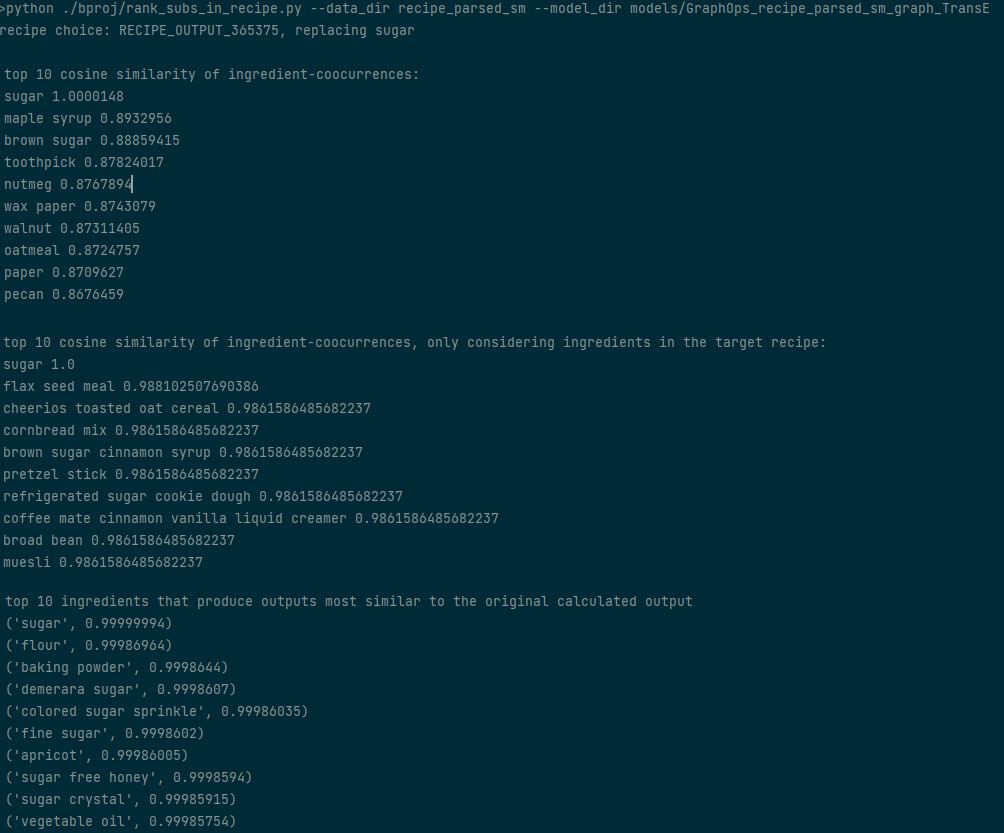 >python ./bproj/rank_subs_in_recipe.py --data_dir recipe_parsed_sm --model_dir models/GraphOps_recipe_parsed_sm_graph_TransE
recipe choice: RECIPE_OUTPUT_365375, replacing sugar
top 10 cosine similarity of ingredient-coocurrences:
sugar 1.0000148
maple syrup 0.8932956
brown sugar 0.88859415
toothpick 0.87824017
nutmeg 0.8767894
wax paper 0.8743079
walnut 0.87311405
oatmeal 0.8724757
paper 0.8709627
pecan 0.8676459
top 10 cosine similarity of ingredient-coocurrences, only considering ingredients in the target recipe:
sugar 1.0
flax seed meal 0.988102507690386
cheerios toasted oat cereal 0.9861586485682237
cornbread mix 0.9861586485682237
brown sugar cinnamon syrup 0.9861586485682237
pretzel stick 0.9861586485682237
refrigerated sugar cookie dough 0.9861586485682237
coffee mate cinnamon vanilla liquid creamer 0.9861586485682237
broad bean 0.9861586485682237
muesli 0.9861586485682237
top 10 ingredients that produce outputs most similar to the original calculated output
('sugar', 0.99999994)
('flour', 0.99986964)
('baking powder', 0.9998644)
('demerara sugar', 0.9998607)
('colored sugar sprinkle', 0.99986035)
('fine sugar', 0.9998602)
('apricot', 0.99986005)
('sugar free honey', 0.9998594)
('sugar crystal', 0.99985915)
('vegetable oil', 0.99985754)